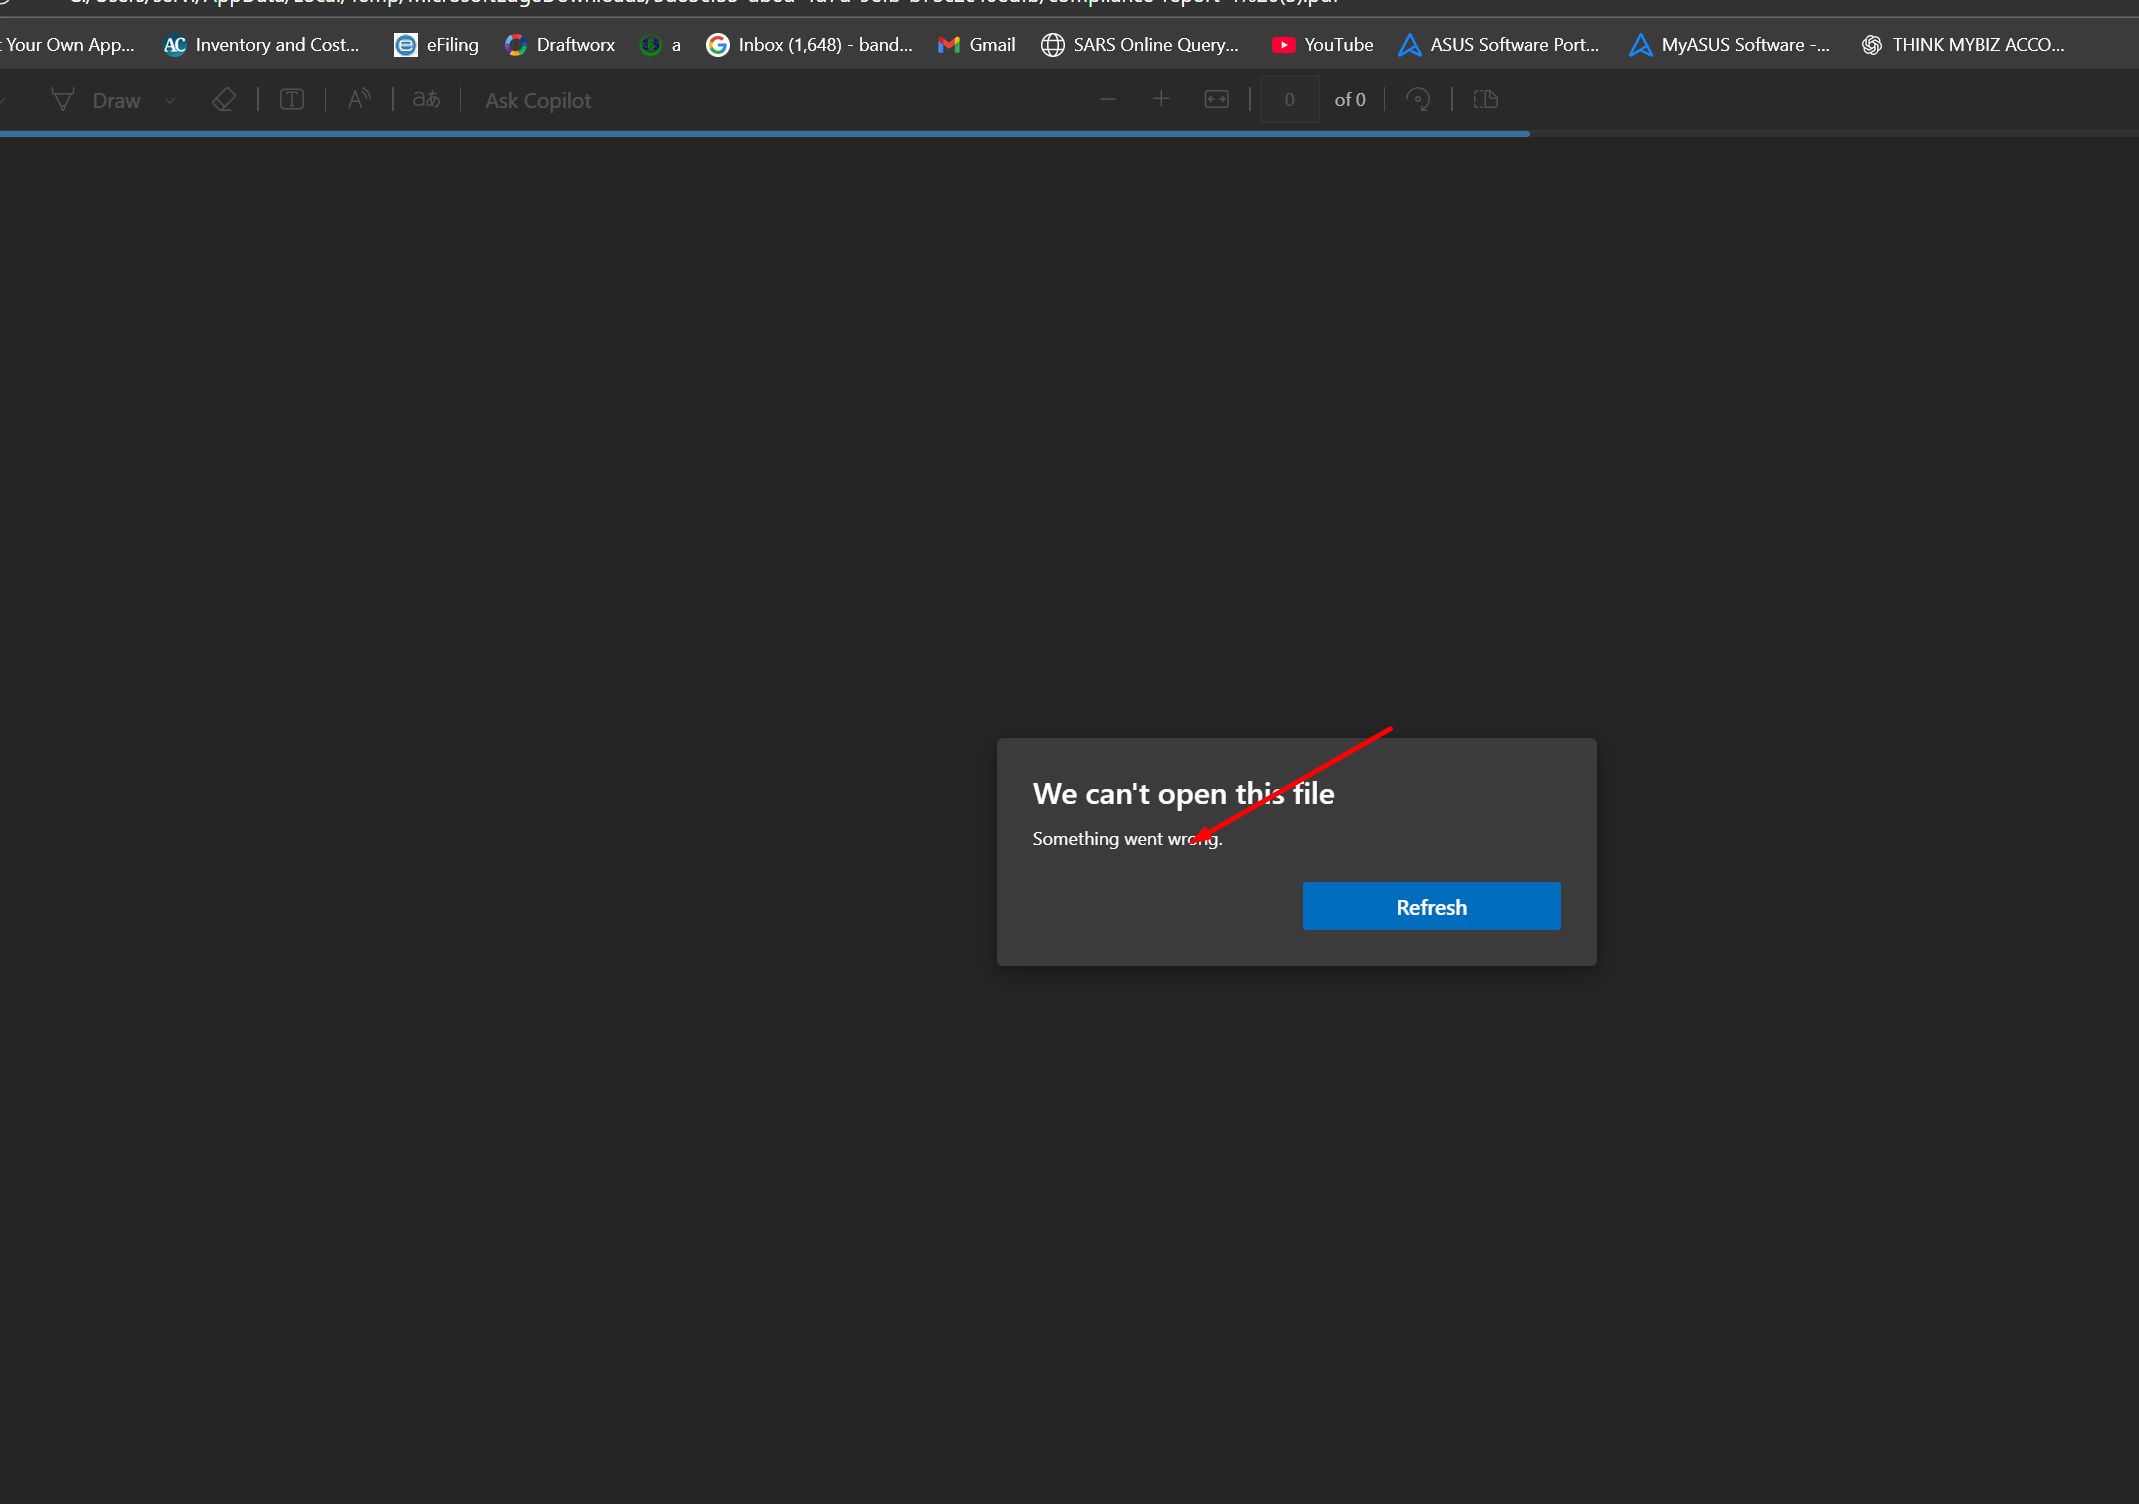 Your Own App... AC Inventory and Cost... eFiling Draftworx a Inbox (1,648) - band... Gmail SARS Online Query... YouTube ASUS Software Port... MyASUS Software -... THINK MYBIZ ACCO...
Draw T A aあ Ask Copilot 0 of 0
We can't open this file
Something went wrong.
Refresh